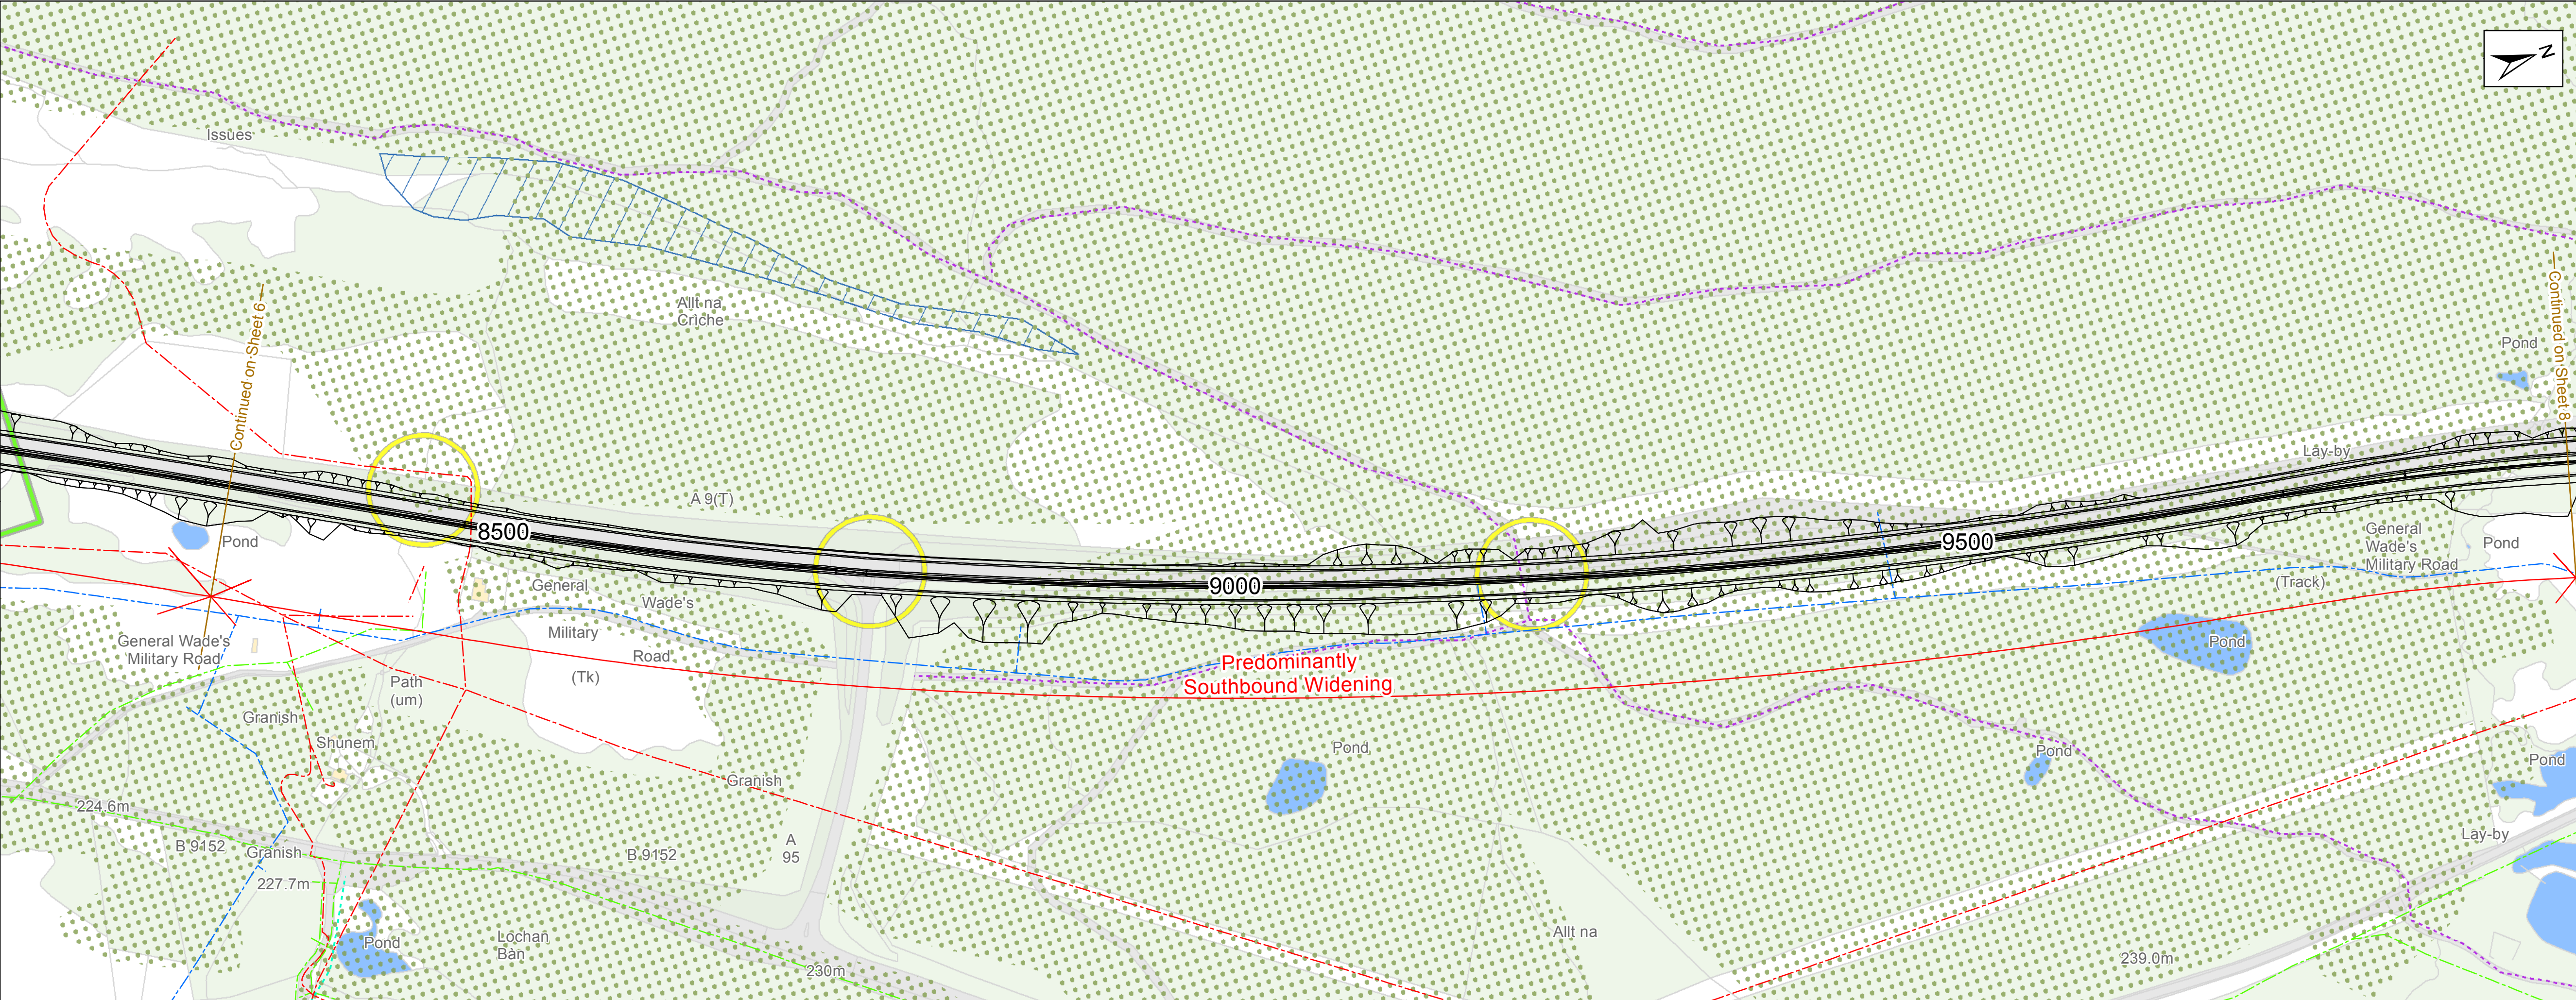 N
Issues
Continued on Sheet 6
Continued on Sheet 8
Allt na
Criche
Pond
Lay-by
A 9(T)
8500
9000
9500
Pond
General
Wade's
Military
Road
(Tk)
General
Wade's
Military Road
(Track)
Pond
General Wade's
Military Road
Predominantly
Southbound Widening
Pond
Path
(um)
Granish
Shunem
Granish
Pond
Pond
Pond
224.6m
B 9152
Granish
227.7m
B 9152
A
95
Lay-by
Pond
Lochan
Ban
230m
Allt na
239.0m